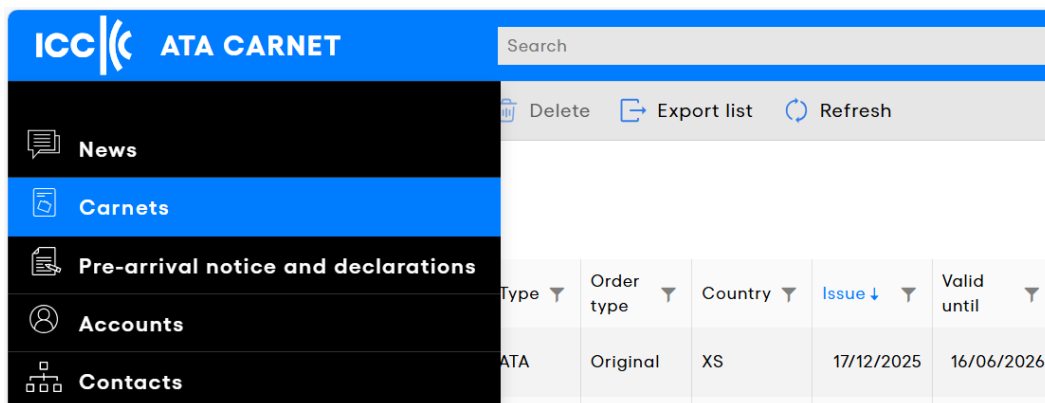 ICC ATA CARNET
Search
Delete Export list Refresh
News
Carnets
Pre-arrival notice and declarations
Accounts
Contacts
Type Order type Country Issue ↓ Valid until
ATA Original XS 17/12/2025 16/06/2026